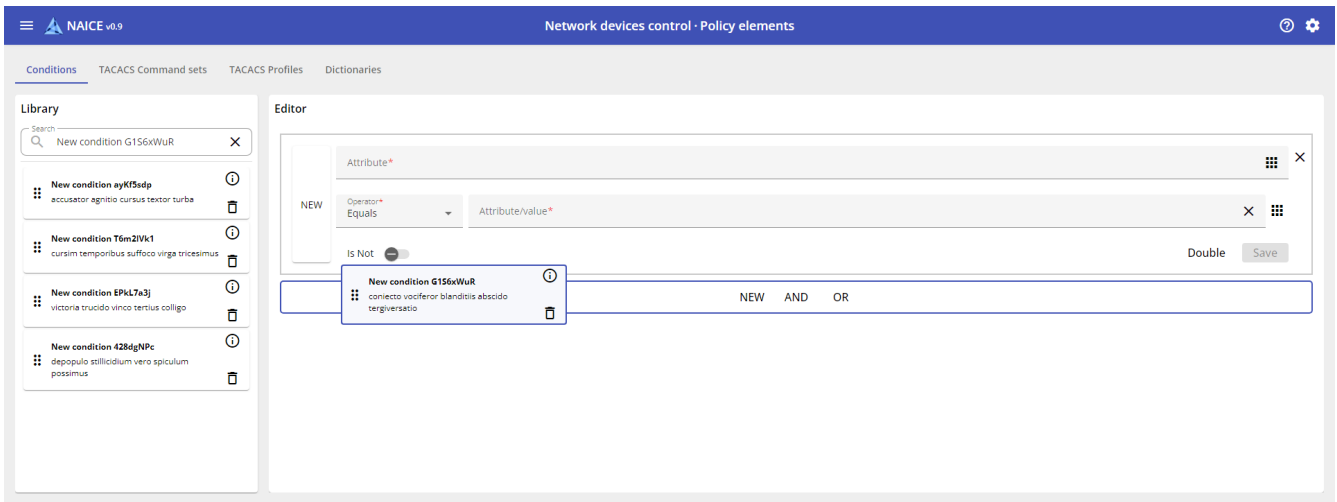 NAICE v0.9
Network devices control · Policy elements
Conditions
TACACS Command sets
TACACS Profiles
Dictionaries
Library
Search
New condition G1S6xWuR
New condition ayKf5sdp
accusator agnitio cursus textor turba
New condition T6m2lVk1
cursim temporibus suffoco virga tricesimus
New condition EPkL7a3j
victoria trucido vinco tertius colligo
New condition 428dgNPc
depopulo stillicidium vero spiculum
possimus
Editor
NEW
Attribute*
Operator*
Equals
Attribute/value*
Is Not
Double
Save
New condition G1S6xWuR
coniecto vociferor blanditiis abscido
tergiversatio
NEW AND OR